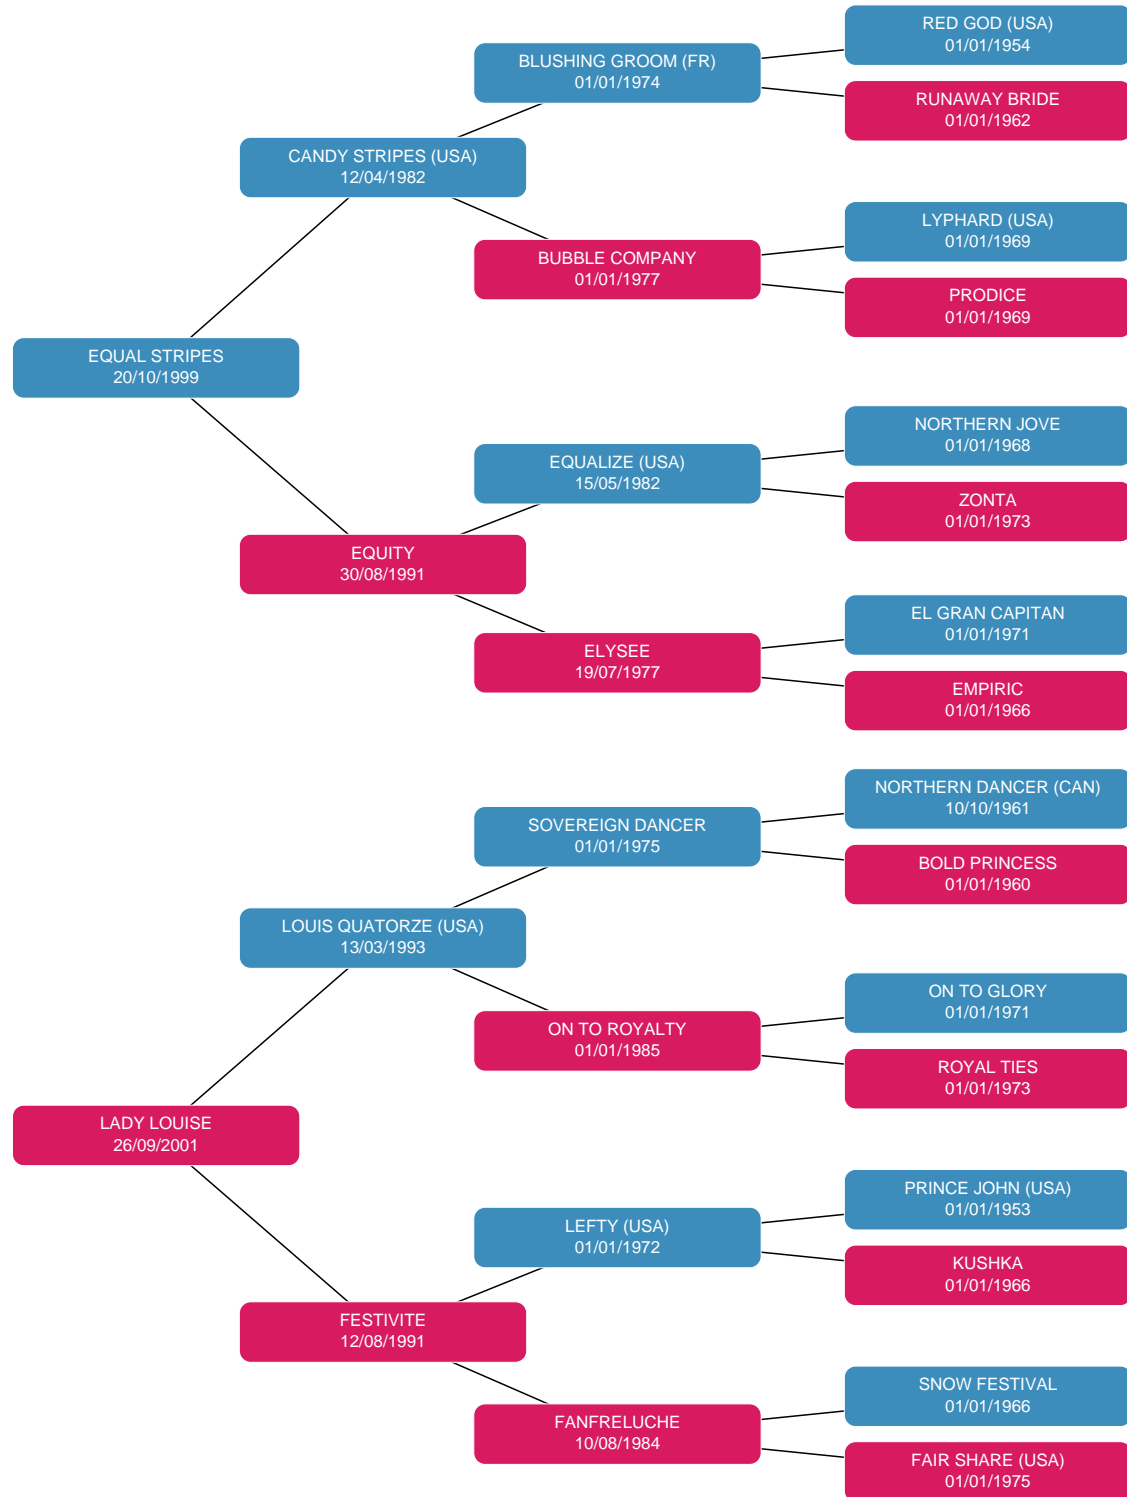 RED GOD (USA)
01/01/1954
BLUSHING GROOM (FR)
01/01/1974
RUNAWAY BRIDE
01/01/1962
CANDY STRIPES (USA)
12/04/1982
LYPHARD (USA)
01/01/1969
BUBBLE COMPANY
01/01/1977
PRODICE
01/01/1969
EQUAL STRIPES
20/10/1999
NORTHERN JOVE
01/01/1968
EQUALIZE (USA)
15/05/1982
ZONTA
01/01/1973
EQUITY
30/08/1991
EL GRAN CAPITAN
01/01/1971
ELYSEE
19/07/1977
EMPIRIC
01/01/1966
NORTHERN DANCER (CAN)
10/10/1961
SOVEREIGN DANCER
01/01/1975
BOLD PRINCESS
01/01/1960
LOUIS QUATORZE (USA)
13/03/1993
ON TO GLORY
01/01/1971
ON TO ROYALTY
01/01/1985
ROYAL TIES
01/01/1973
LADY LOUISE
26/09/2001
PRINCE JOHN (USA)
01/01/1953
LEFTY (USA)
01/01/1972
KUSHKA
01/01/1966
FESTIVITE
12/08/1991
SNOW FESTIVAL
01/01/1966
FANFRELUCHE
10/08/1984
FAIR SHARE (USA)
01/01/1975